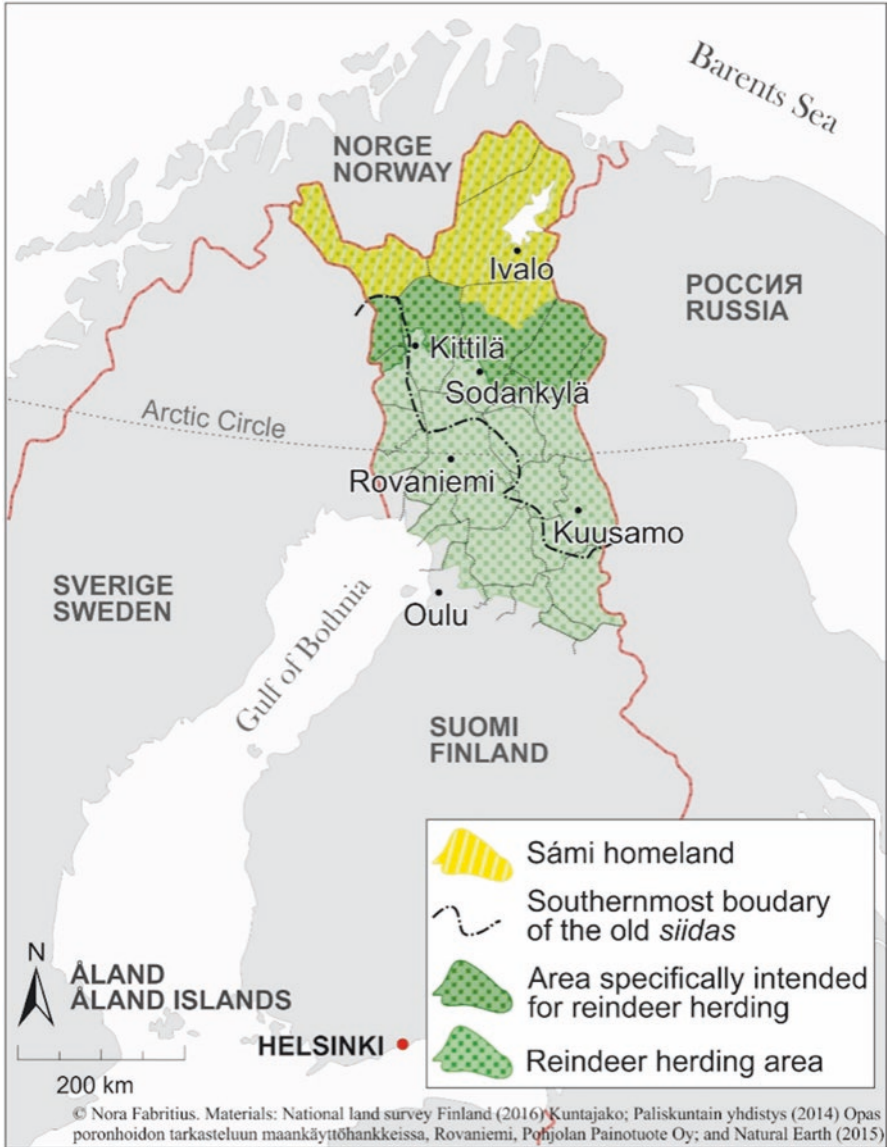 Barents Sea
NORGE
NORWAY
Ivalo
РОССИЯ
RUSSIA
Kittilä
Sodankylä
Arctic Circle
Rovaniemi
Kuusamo
SVERIGE
SWEDEN
Oulu
Gulf of Bothnia
SUOMI
FINLAND
Sámi homeland
Southernmost boudary
of the old siidas
Area specifically intended
for reindeer herding
Reindeer herding area
N
ÅLAND
ÅLAND ISLANDS
HELSINKI
200 km
© Nora Fabritius. Materials: National land survey Finland (2016) Kuntajako; Paliskuntain yhdistys (2014) Opas
poronhoidon tarkasteluun maankäyttöhankkeissa, Rovaniemi, Pohjolan Painotuote Oy; and Natural Earth (2015)